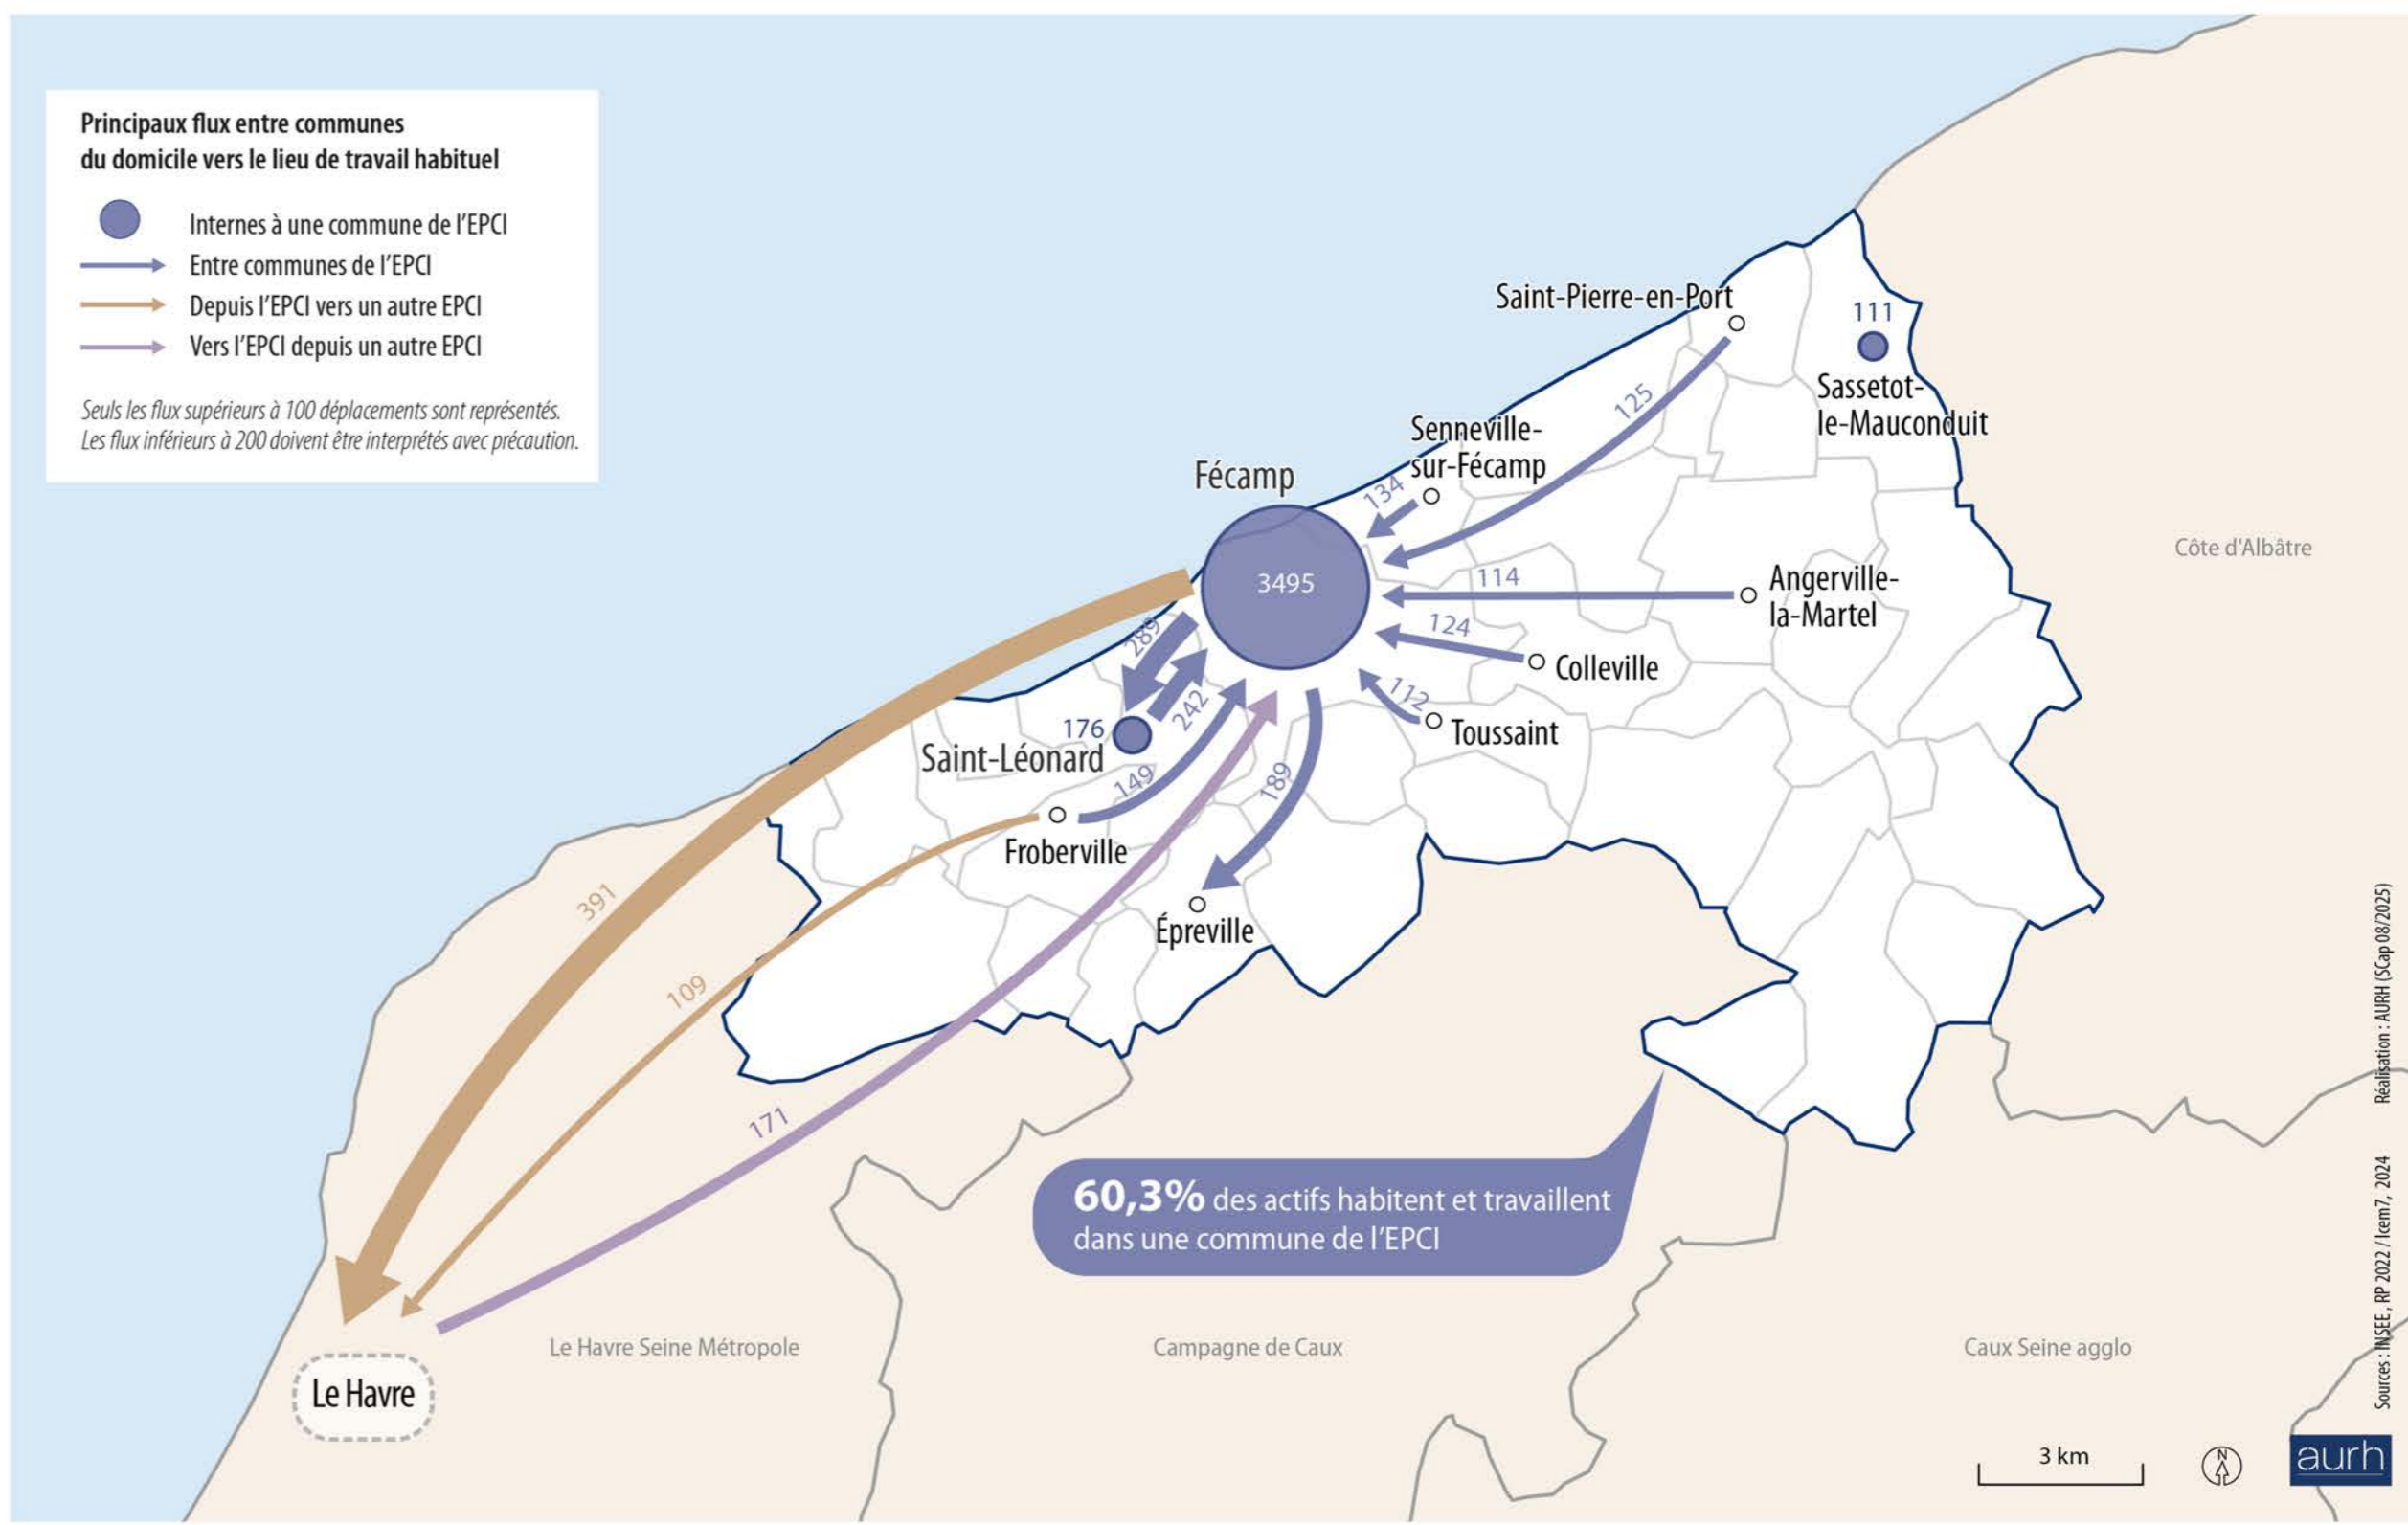 Principaux flux entre communes
du domicile vers le lieu de travail habituel
Internes à une commune de l'EPCI
Entre communes de l'EPCI
Depuis l'EPCI vers un autre EPCI
Vers l'EPCI depuis un autre EPCI
Seuls les flux supérieurs à 100 déplacements sont représentés.
Les flux inférieurs à 200 doivent être interprétés avec précaution.
Saint-Pierre-en-Port
111
Sassetot-
le-Mauconduit
125
Senneville-
sur-Fécamp
134
Fécamp
3495
Côte d'Albâtre
114
Angerville-
la-Martel
124
Colleville
289
242
112
Toussaint
176
Saint-Léonard
149
189
Froberville
Épreville
391
109
171
60,3% des actifs habitent et travaillent
dans une commune de l'EPCI
Le Havre Seine Métropole
Campagne de Caux
Caux Seine agglo
Le Havre
3 km
N
aurh
Sources : INSEE, RP 2022 / Icem7, 2024 Réalisation : AURH (SCap 08/2025)